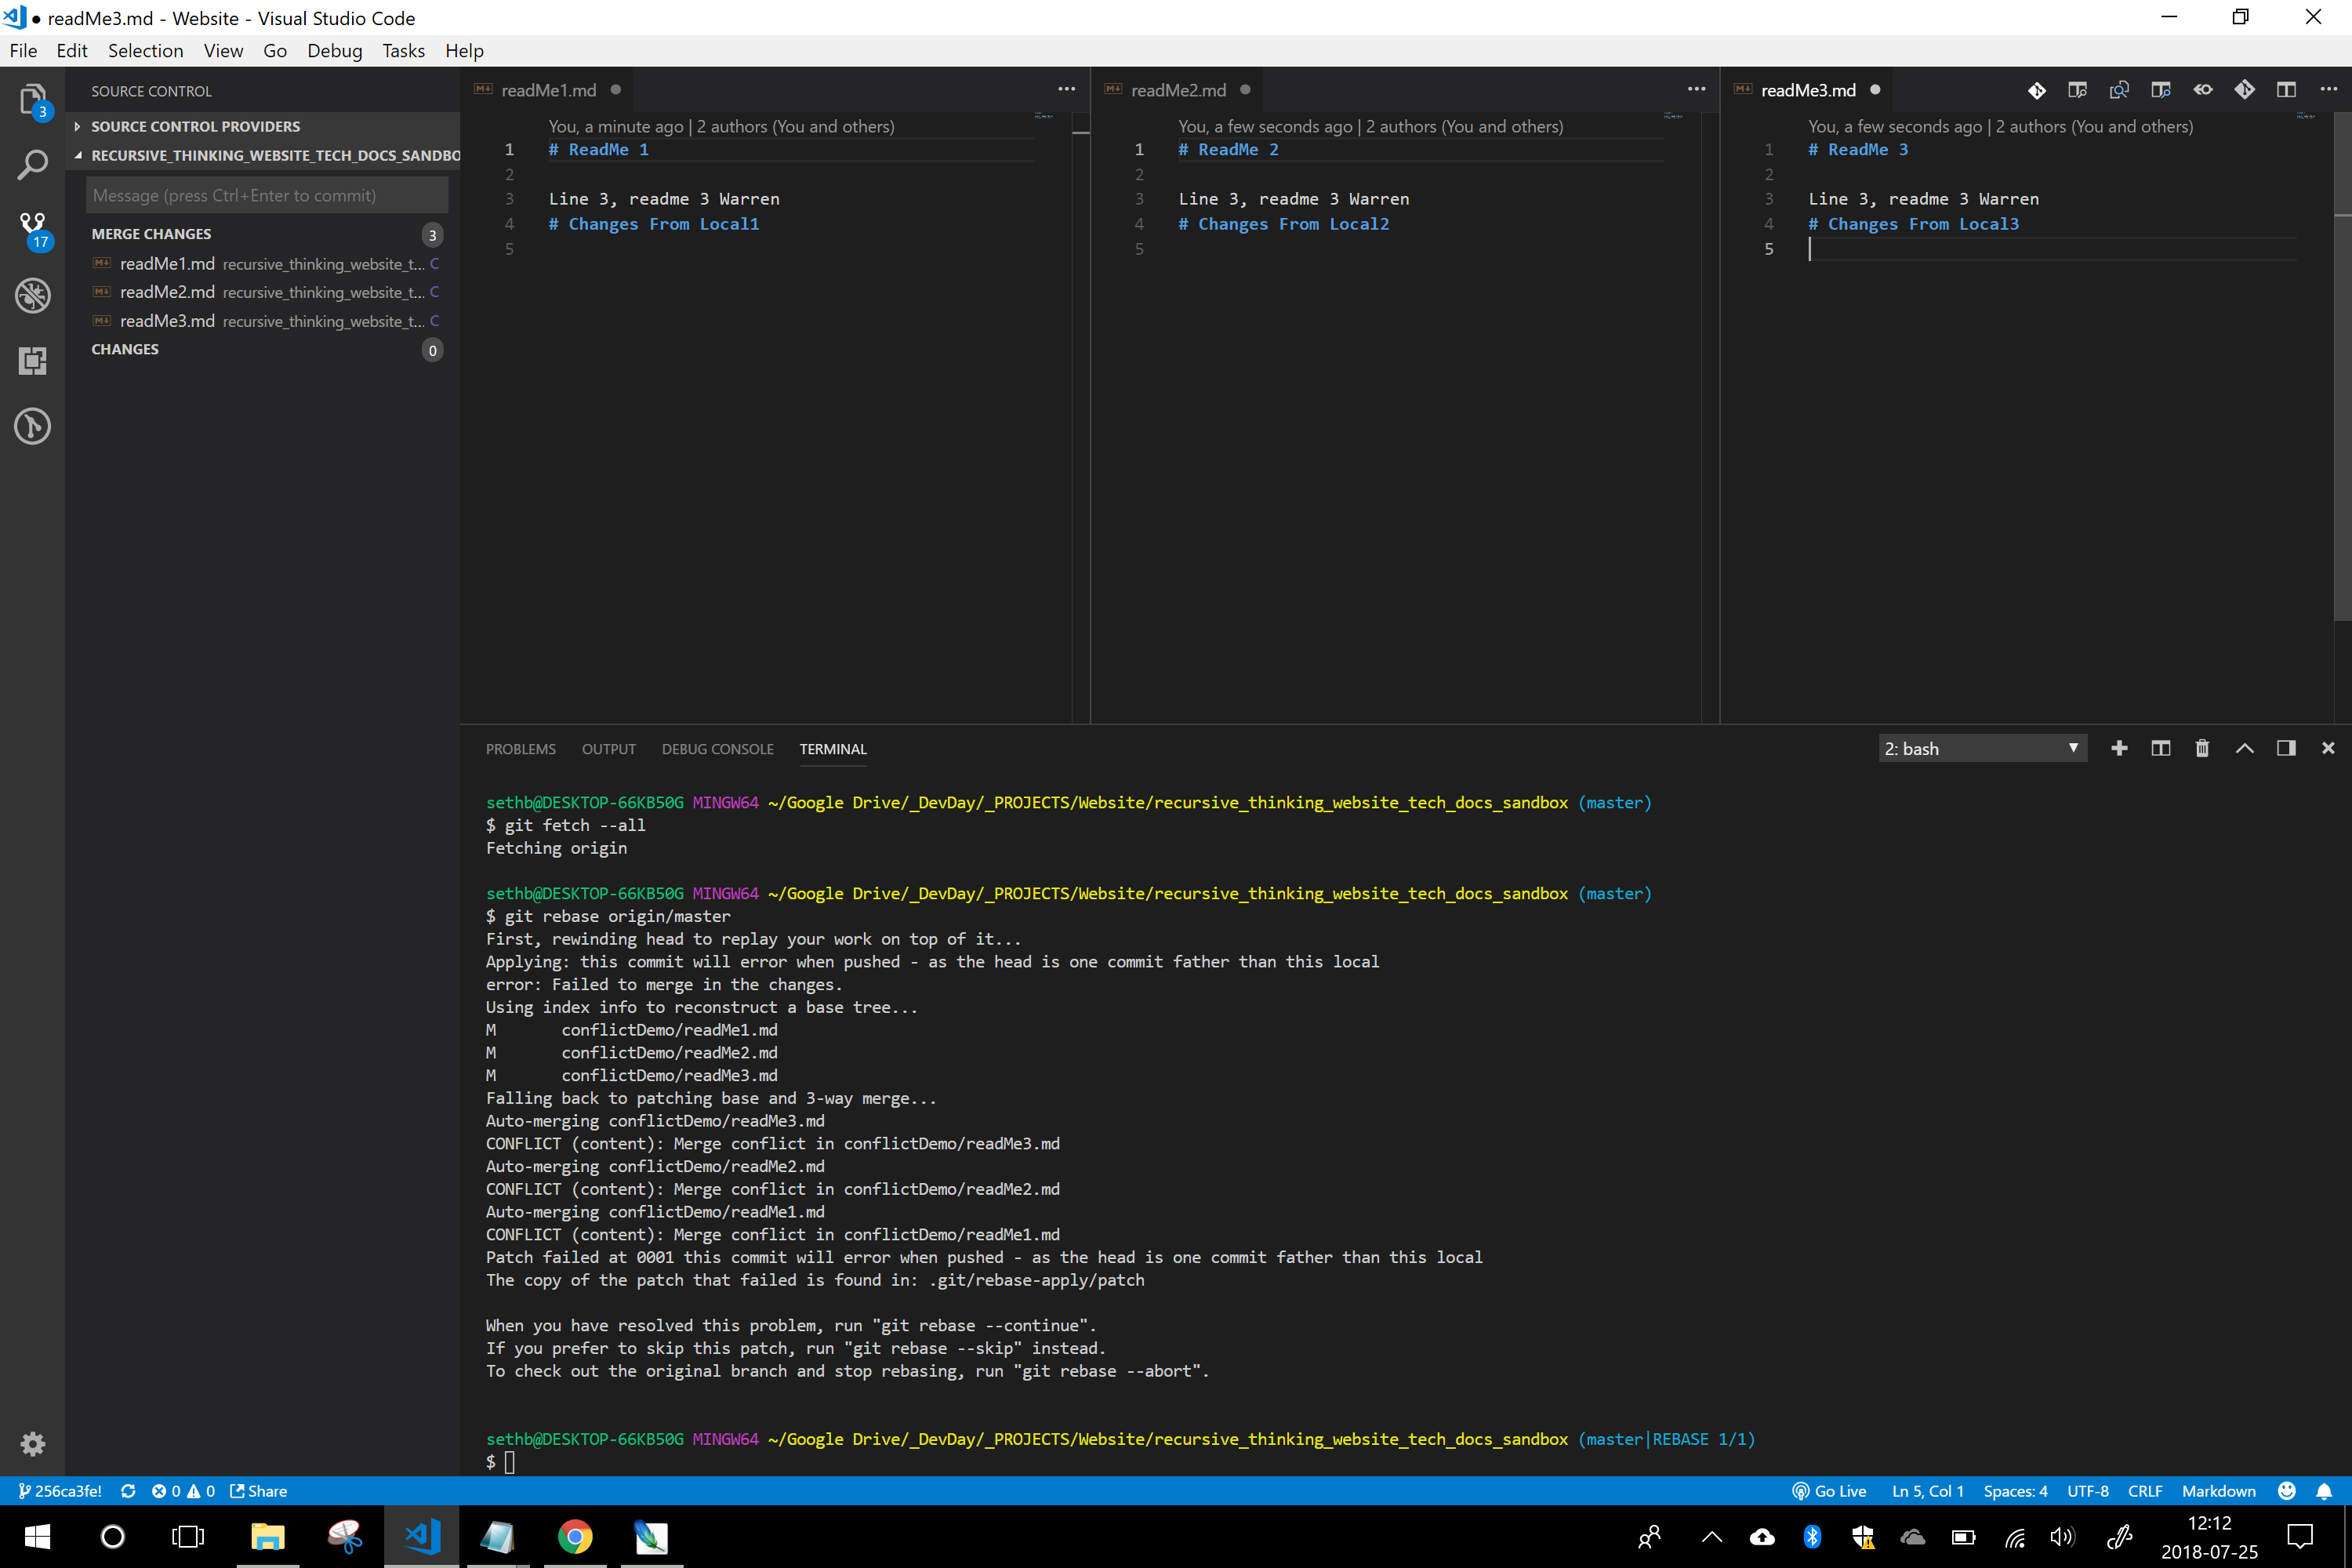 ● readMe3.md - Website - Visual Studio Code
File Edit Selection View Go Debug Tasks Help
3
17
SOURCE CONTROL
SOURCE CONTROL PROVIDERS
RECURSIVE_THINKING_WEBSITE_TECH_DOCS_SANDBO
Message (press Ctrl+Enter to commit)
MERGE CHANGES 3
readMe1.md recursive_thinking_website_t... C
readMe2.md recursive_thinking_website_t... C
readMe3.md recursive_thinking_website_t... C
CHANGES 0
readMe1.md
You, a minute ago | 2 authors (You and others)
1 # ReadMe 1
2
3 Line 3, readme 3 Warren
4 # Changes From Local1
5
readMe2.md
You, a few seconds ago | 2 authors (You and others)
1 # ReadMe 2
2
3 Line 3, readme 3 Warren
4 # Changes From Local2
5
readMe3.md
You, a few seconds ago | 2 authors (You and others)
1 # ReadMe 3
2
3 Line 3, readme 3 Warren
4 # Changes From Local3
5
PROBLEMS OUTPUT DEBUG CONSOLE TERMINAL 2: bash
sethb@DESKTOP-66KB50G MINGW64 ~/Google Drive/_DevDay/_PROJECTS/Website/recursive_thinking_website_tech_docs_sandbox (master)
$ git fetch --all
Fetching origin
sethb@DESKTOP-66KB50G MINGW64 ~/Google Drive/_DevDay/_PROJECTS/Website/recursive_thinking_website_tech_docs_sandbox (master)
$ git rebase origin/master
First, rewinding head to replay your work on top of it...
Applying: this commit will error when pushed - as the head is one commit father than this local
error: Failed to merge in the changes.
Using index info to reconstruct a base tree...
M conflictDemo/readMe1.md
M conflictDemo/readMe2.md
M conflictDemo/readMe3.md
Falling back to patching base and 3-way merge...
Auto-merging conflictDemo/readMe3.md
CONFLICT (content): Merge conflict in conflictDemo/readMe3.md
Auto-merging conflictDemo/readMe2.md
CONFLICT (content): Merge conflict in conflictDemo/readMe2.md
Auto-merging conflictDemo/readMe1.md
CONFLICT (content): Merge conflict in conflictDemo/readMe1.md
Patch failed at 0001 this commit will error when pushed - as the head is one commit father than this local
The copy of the patch that failed is found in: .git/rebase-apply/patch
When you have resolved this problem, run "git rebase --continue".
If you prefer to skip this patch, run "git rebase --skip" instead.
To check out the original branch and stop rebasing, run "git rebase --abort".
sethb@DESKTOP-66KB50G MINGW64 ~/Google Drive/_DevDay/_PROJECTS/Website/recursive_thinking_website_tech_docs_sandbox (master|REBASE 1/1)
$
256ca3fe! 0 0 Share Go Live Ln 5, Col 1 Spaces: 4 UTF-8 CRLF Markdown
12:12
2018-07-25